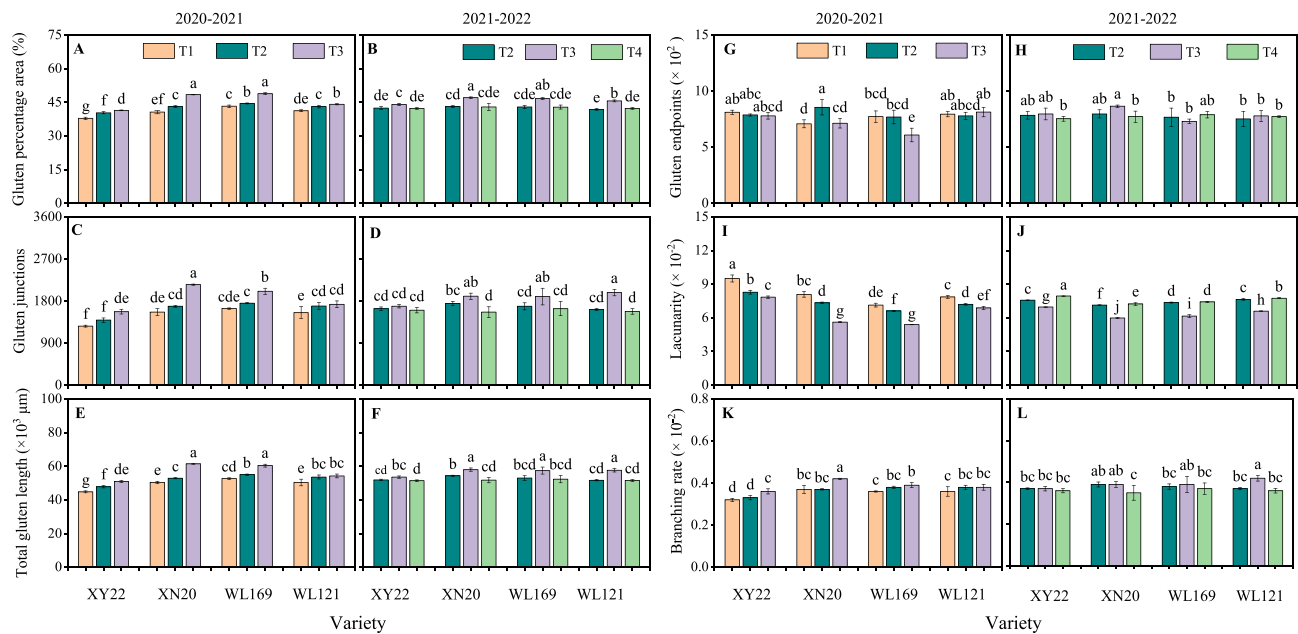 2020-2021 2021-2022 2020-2021 2021-2022
Gluten percentage area (%)
75
60
45
30
15
0
A T1 T2 T3
g f d ef c a c b a de c d
B T2 T3 T4
de c de cd a cde cde ab cde e b de
Gluten endpoints (× 10²)
15
10
5
0
G T1 T2 T3
ab abc abcd d a cd bcd bcd e ab abcd ab
H T2 T3 T4
ab ab b ab a b b b ab b b b
Gluten junctions
3600
2700
1800
900
0
C
f f de de cd a cde c b e cd cd
D
cd cd cd bc ab d cd ab cd cd a d
Lacunarity (× 10⁻²)
15
12
9
6
3
0
I
a b c bc d g de f g c d ef
J
c g a f j e d i d c h b
Total gluten length (×10³ μm)
100
80
60
40
20
0
E
g f de e c a cd b a e bc bc
F
cd bc d b a cd bcd a bcd d a d
Branching rate (× 10⁻²)
0.8
0.6
0.4
0.2
0.0
K
d d c bc bc a c bc b c bc bc
L
bc bc bc ab ab c bc ab bc bc a bc
XY22 XN20 WL169 WL121 XY22 XN20 WL169 WL121 XY22 XN20 WL169 WL121 XY22 XN20 WL169 WL121
Variety Variety